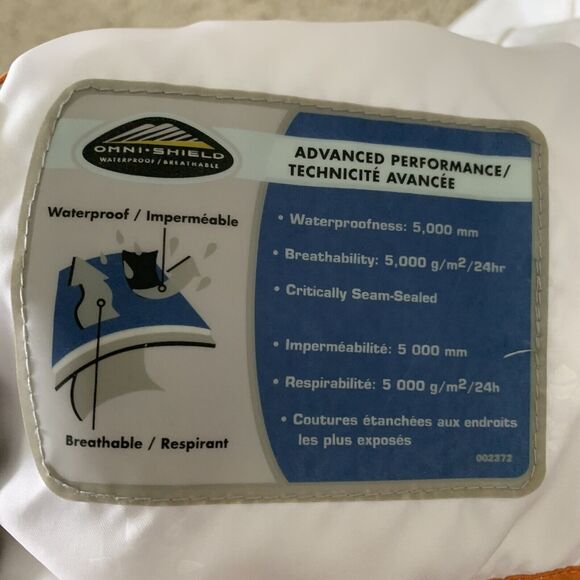 OMNI•SHIELD
WATERPROOF/BREATHABLE
ADVANCED PERFORMANCE/
TECHNICITÉ AVANCÉE
Waterproof / Imperméable
Breathable / Respirant
• Waterproofness: 5,000 mm
• Breathability: 5,000 g/m²/24hr
• Critically Seam-Sealed
• Imperméabilité: 5 000 mm
• Respirabilité: 5 000 g/m²/24h
• Coutures étanchées aux endroits
les plus exposés
002372